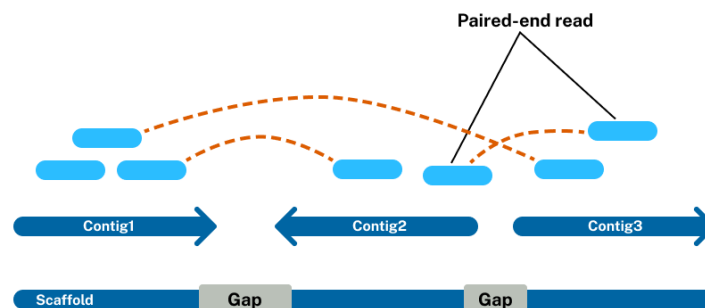 Paired-end read
Contig1
Contig2
Contig3
Scaffold
Gap
Gap